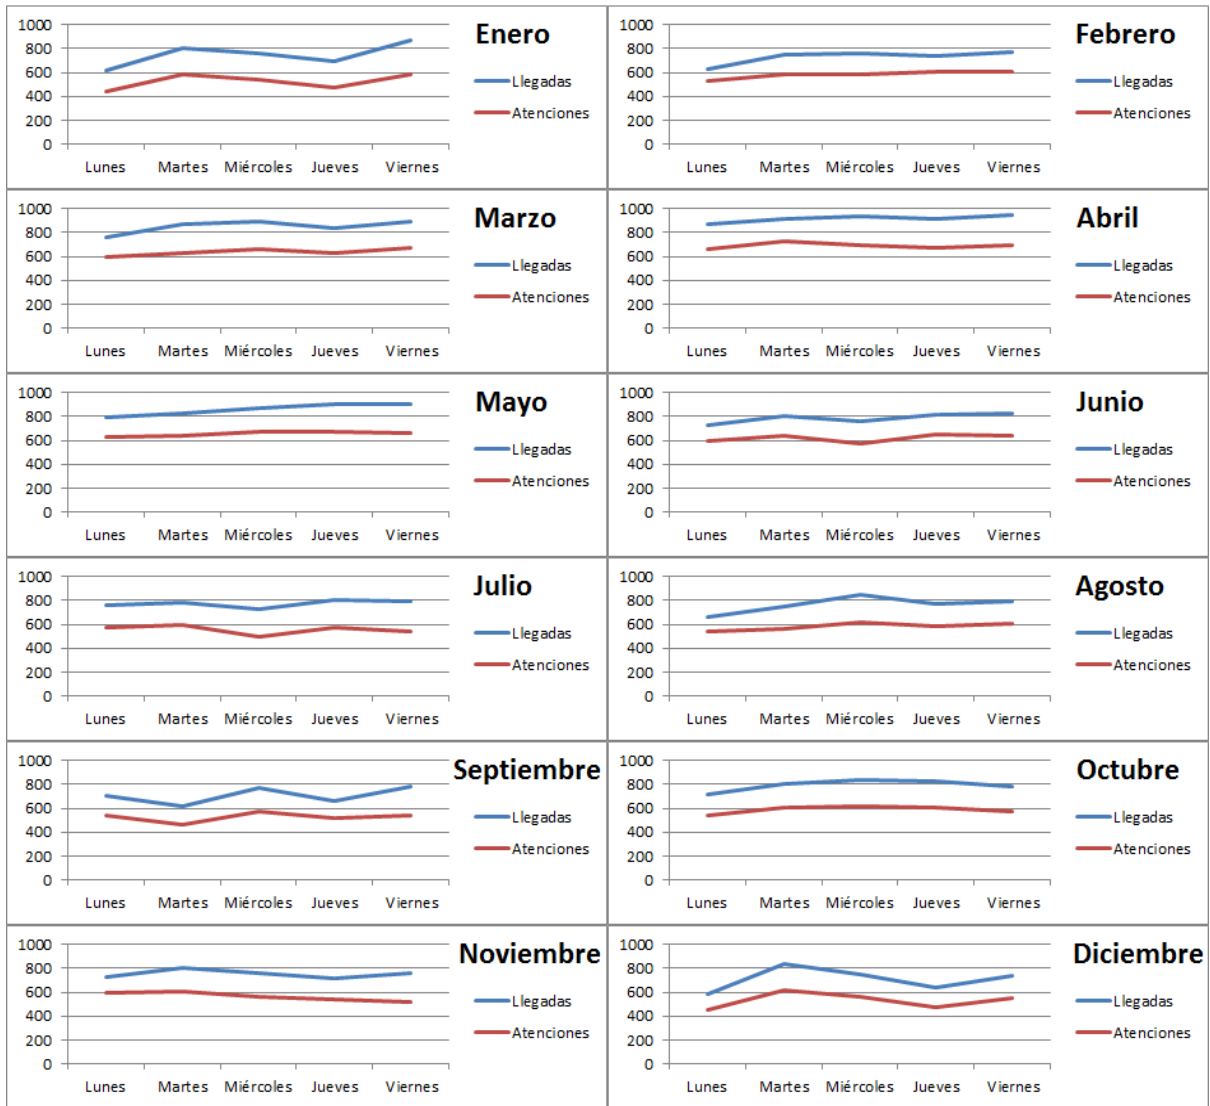 Enero
1000
800
600
400
200
0
Llegadas
Atenciones
Lunes Martes Miércoles Jueves Viernes
Febrero
1000
800
600
400
200
0
Llegadas
Atenciones
Lunes Martes Miércoles Jueves Viernes
Marzo
1000
800
600
400
200
0
Llegadas
Atenciones
Lunes Martes Miércoles Jueves Viernes
Abril
1000
800
600
400
200
0
Llegadas
Atenciones
Lunes Martes Miércoles Jueves Viernes
Mayo
1000
800
600
400
200
0
Llegadas
Atenciones
Lunes Martes Miércoles Jueves Viernes
Junio
1000
800
600
400
200
0
Llegadas
Atenciones
Lunes Martes Miércoles Jueves Viernes
Julio
1000
800
600
400
200
0
Llegadas
Atenciones
Lunes Martes Miércoles Jueves Viernes
Agosto
1000
800
600
400
200
0
Llegadas
Atenciones
Lunes Martes Miércoles Jueves Viernes
Septiembre
1000
800
600
400
200
0
Llegadas
Atenciones
Lunes Martes Miércoles Jueves Viernes
Octubre
1000
800
600
400
200
0
Llegadas
Atenciones
Lunes Martes Miércoles Jueves Viernes
Noviembre
1000
800
600
400
200
0
Llegadas
Atenciones
Lunes Martes Miércoles Jueves Viernes
Diciembre
1000
800
600
400
200
0
Llegadas
Atenciones
Lunes Martes Miércoles Jueves Viernes